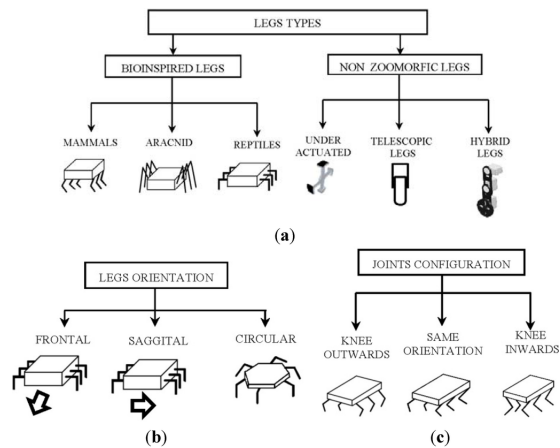 LEGS TYPES
BIOINSPIRED LEGS
NON ZOOMORFIC LEGS
MAMMALS
ARACNID
REPTILES
UNDER
ACTUATED
TELESCOPIC
LEGS
HYBRID
LEGS
(a)
LEGS ORIENTATION
FRONTAL
SAGGITAL
CIRCULAR
(b)
JOINTS CONFIGURATION
KNEE
OUTWARDS
SAME
ORIENTATION
KNEE
INWARDS
(c)